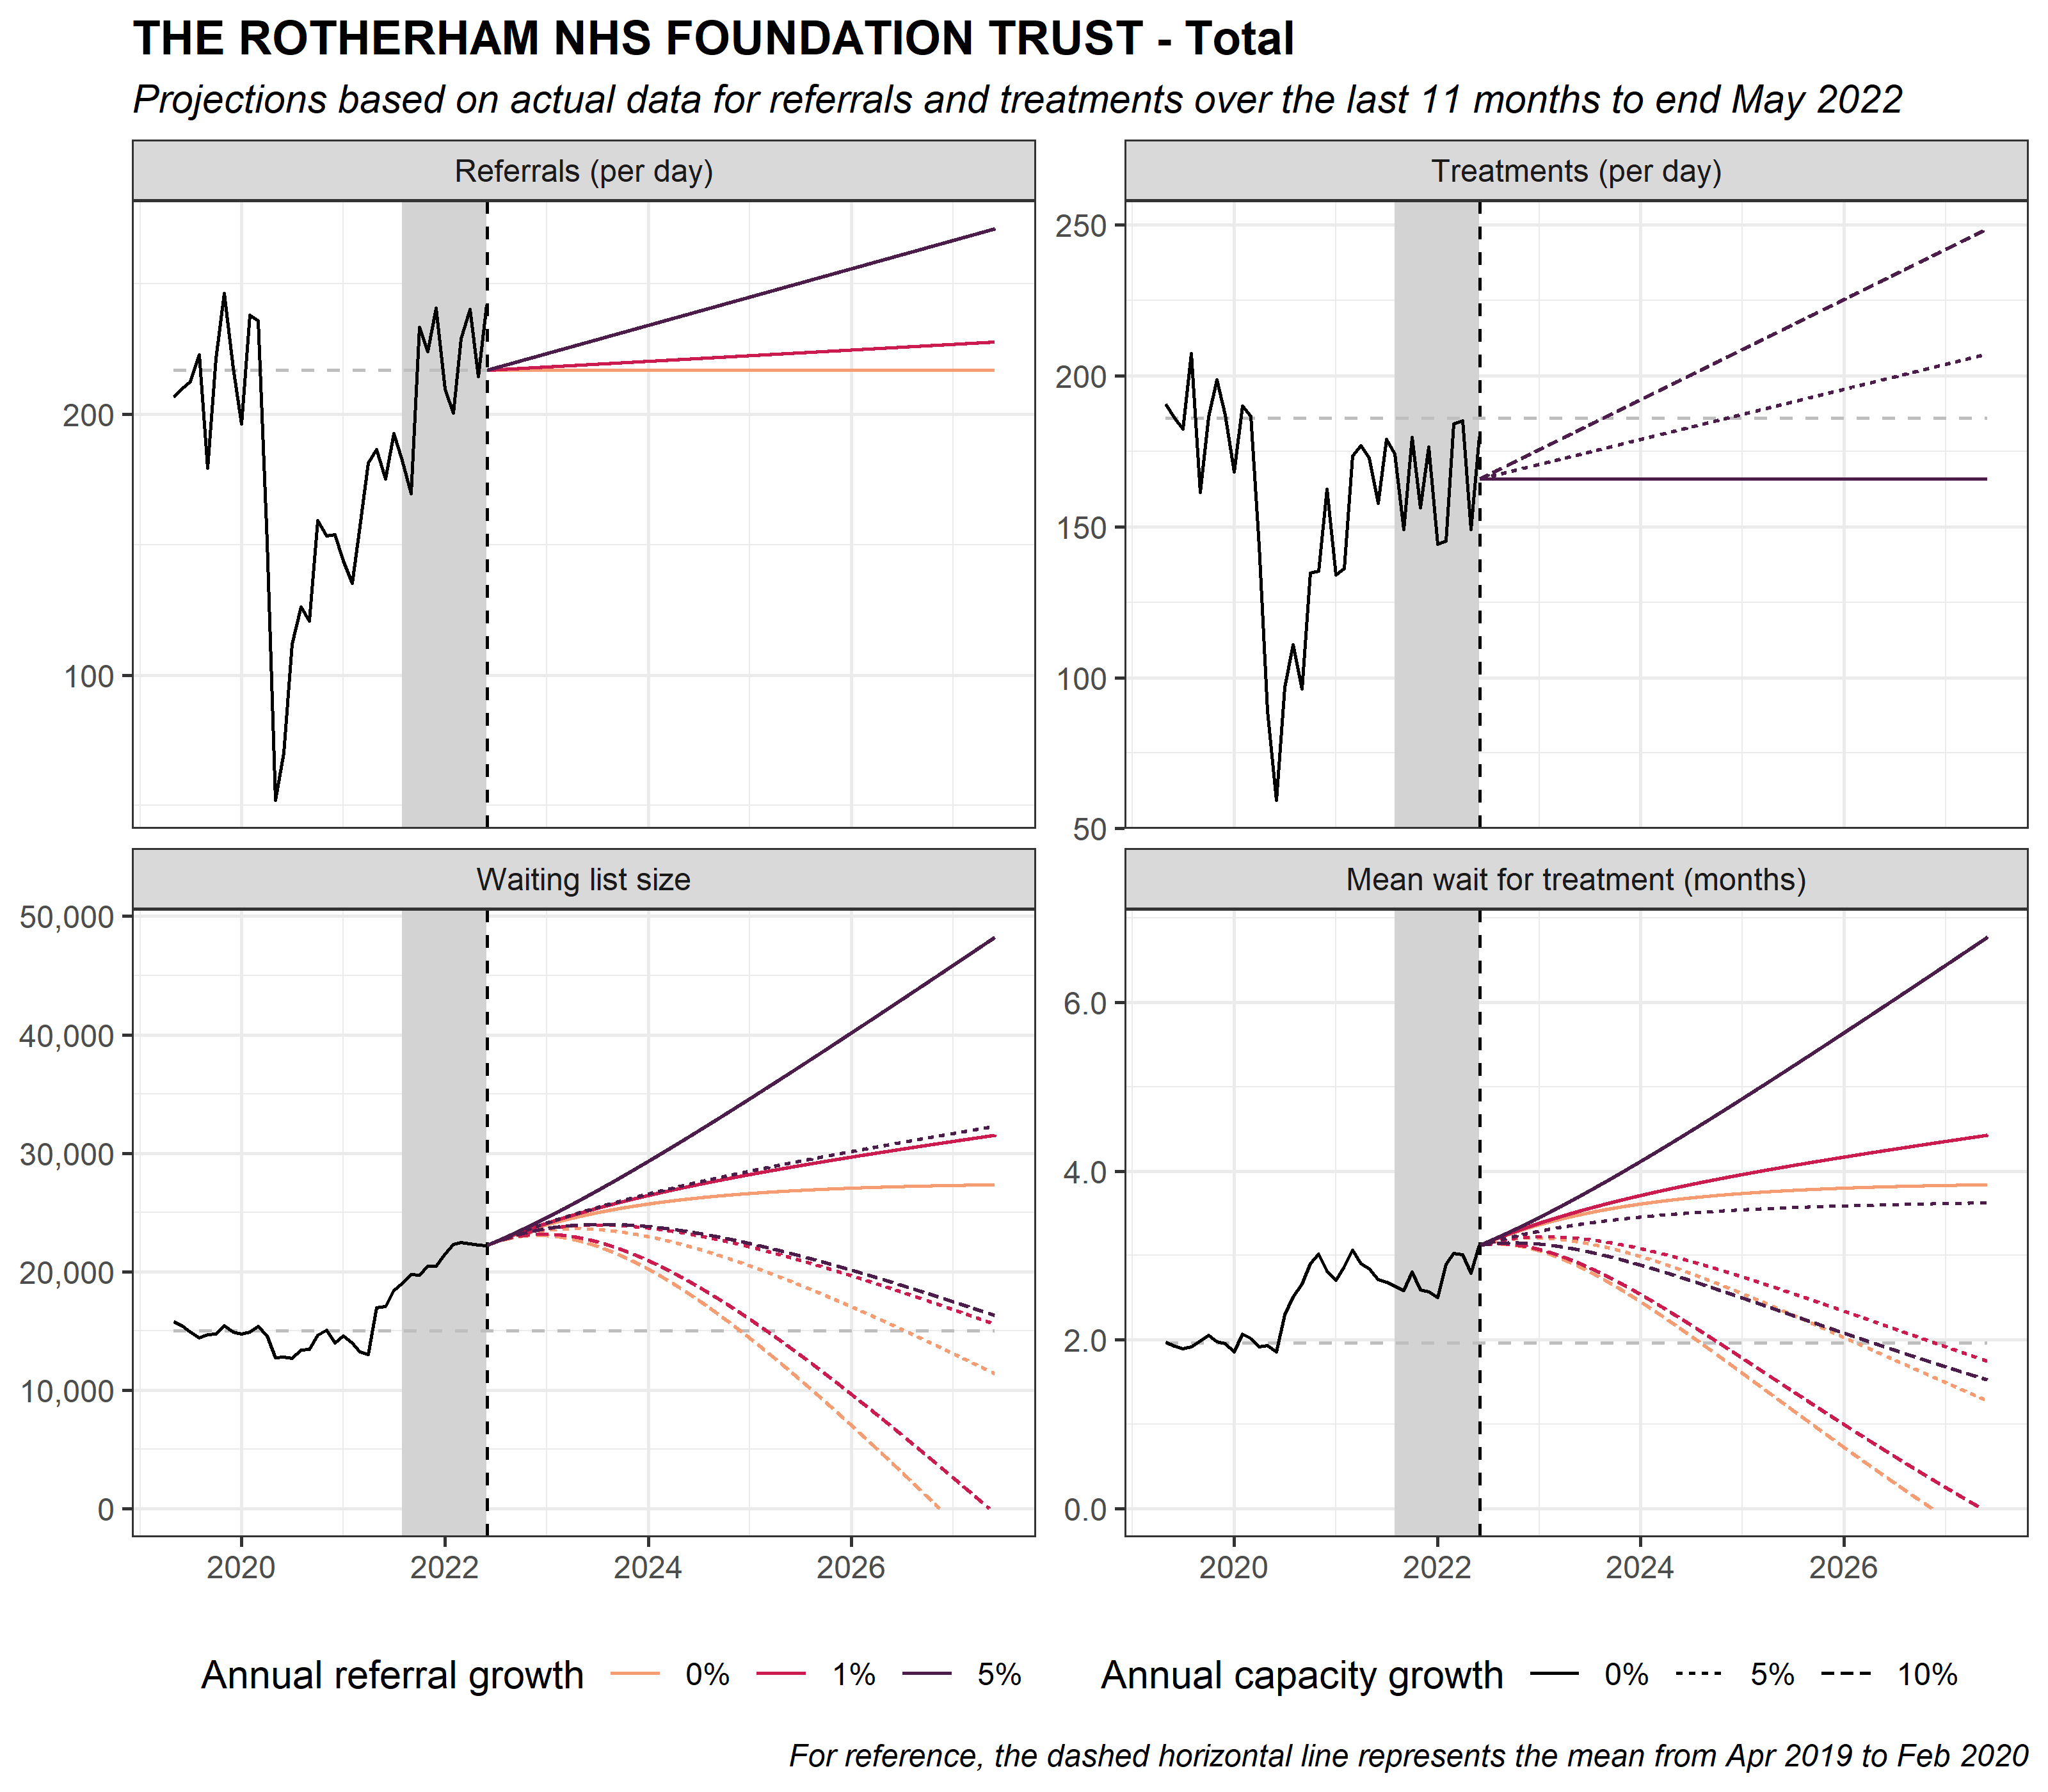 THE ROTHERHAM NHS FOUNDATION TRUST - Total
Projections based on actual data for referrals and treatments over the last 11 months to end May 2022
Referrals (per day)
200
100
Treatments (per day)
250
200
150
100
50
Waiting list size
50,000
40,000
30,000
20,000
10,000
0
2020 2022 2024 2026
Mean wait for treatment (months)
6.0
4.0
2.0
0.0
2020 2022 2024 2026
Annual referral growth 0% 1% 5%
Annual capacity growth 0% 5% 10%
For reference, the dashed horizontal line represents the mean from Apr 2019 to Feb 2020